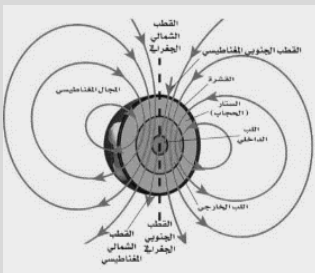 القطب
الشمالي
الجغرافي
القطب الجنوبي المغناطيسي
القشرة
المجال المغناطيسي
الستار
(الحجاب)
اللب
الداخلي
اللب الخارجي
القطب
الجنوبي
الجغرافي
القطب
الشمالي
المغناطيسي